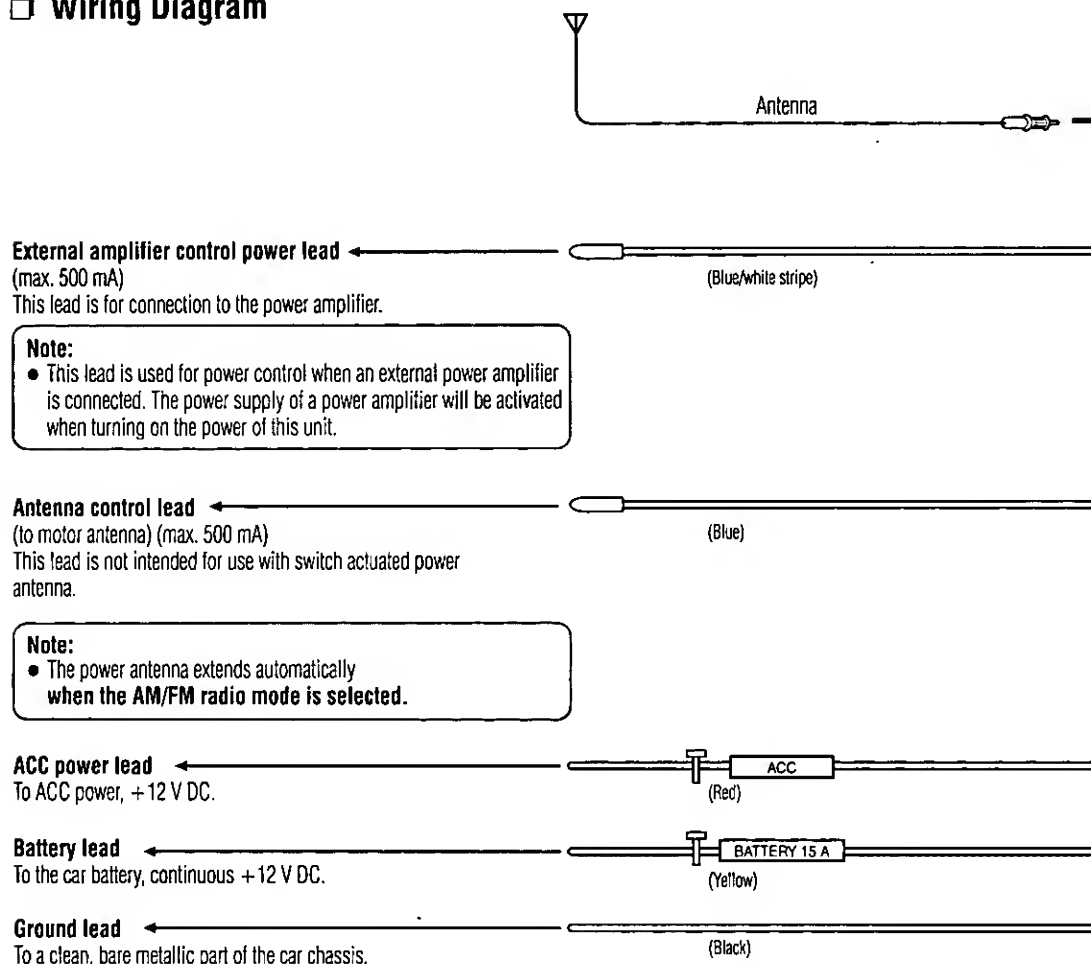 Wiring Diagram
Antenna
External amplifier control power lead
(max. 500 mA)
This lead is for connection to the power amplifier.
(Blue/white stripe)
Note:
● This lead is used for power control when an external power amplifier
is connected. The power supply of a power amplifier will be activated
when turning on the power of this unit.
Antenna control lead
(to motor antenna) (max. 500 mA)
This lead is not intended for use with switch actuated power
antenna.
(Blue)
Note:
● The power antenna extends automatically
when the AM/FM radio mode is selected.
ACC power lead
To ACC power, +12 V DC.
ACC
(Red)
Battery lead
To the car battery, continuous +12 V DC.
BATTERY 15 A
(Yellow)
Ground lead
To a clean, bare metallic part of the car chassis.
(Black)